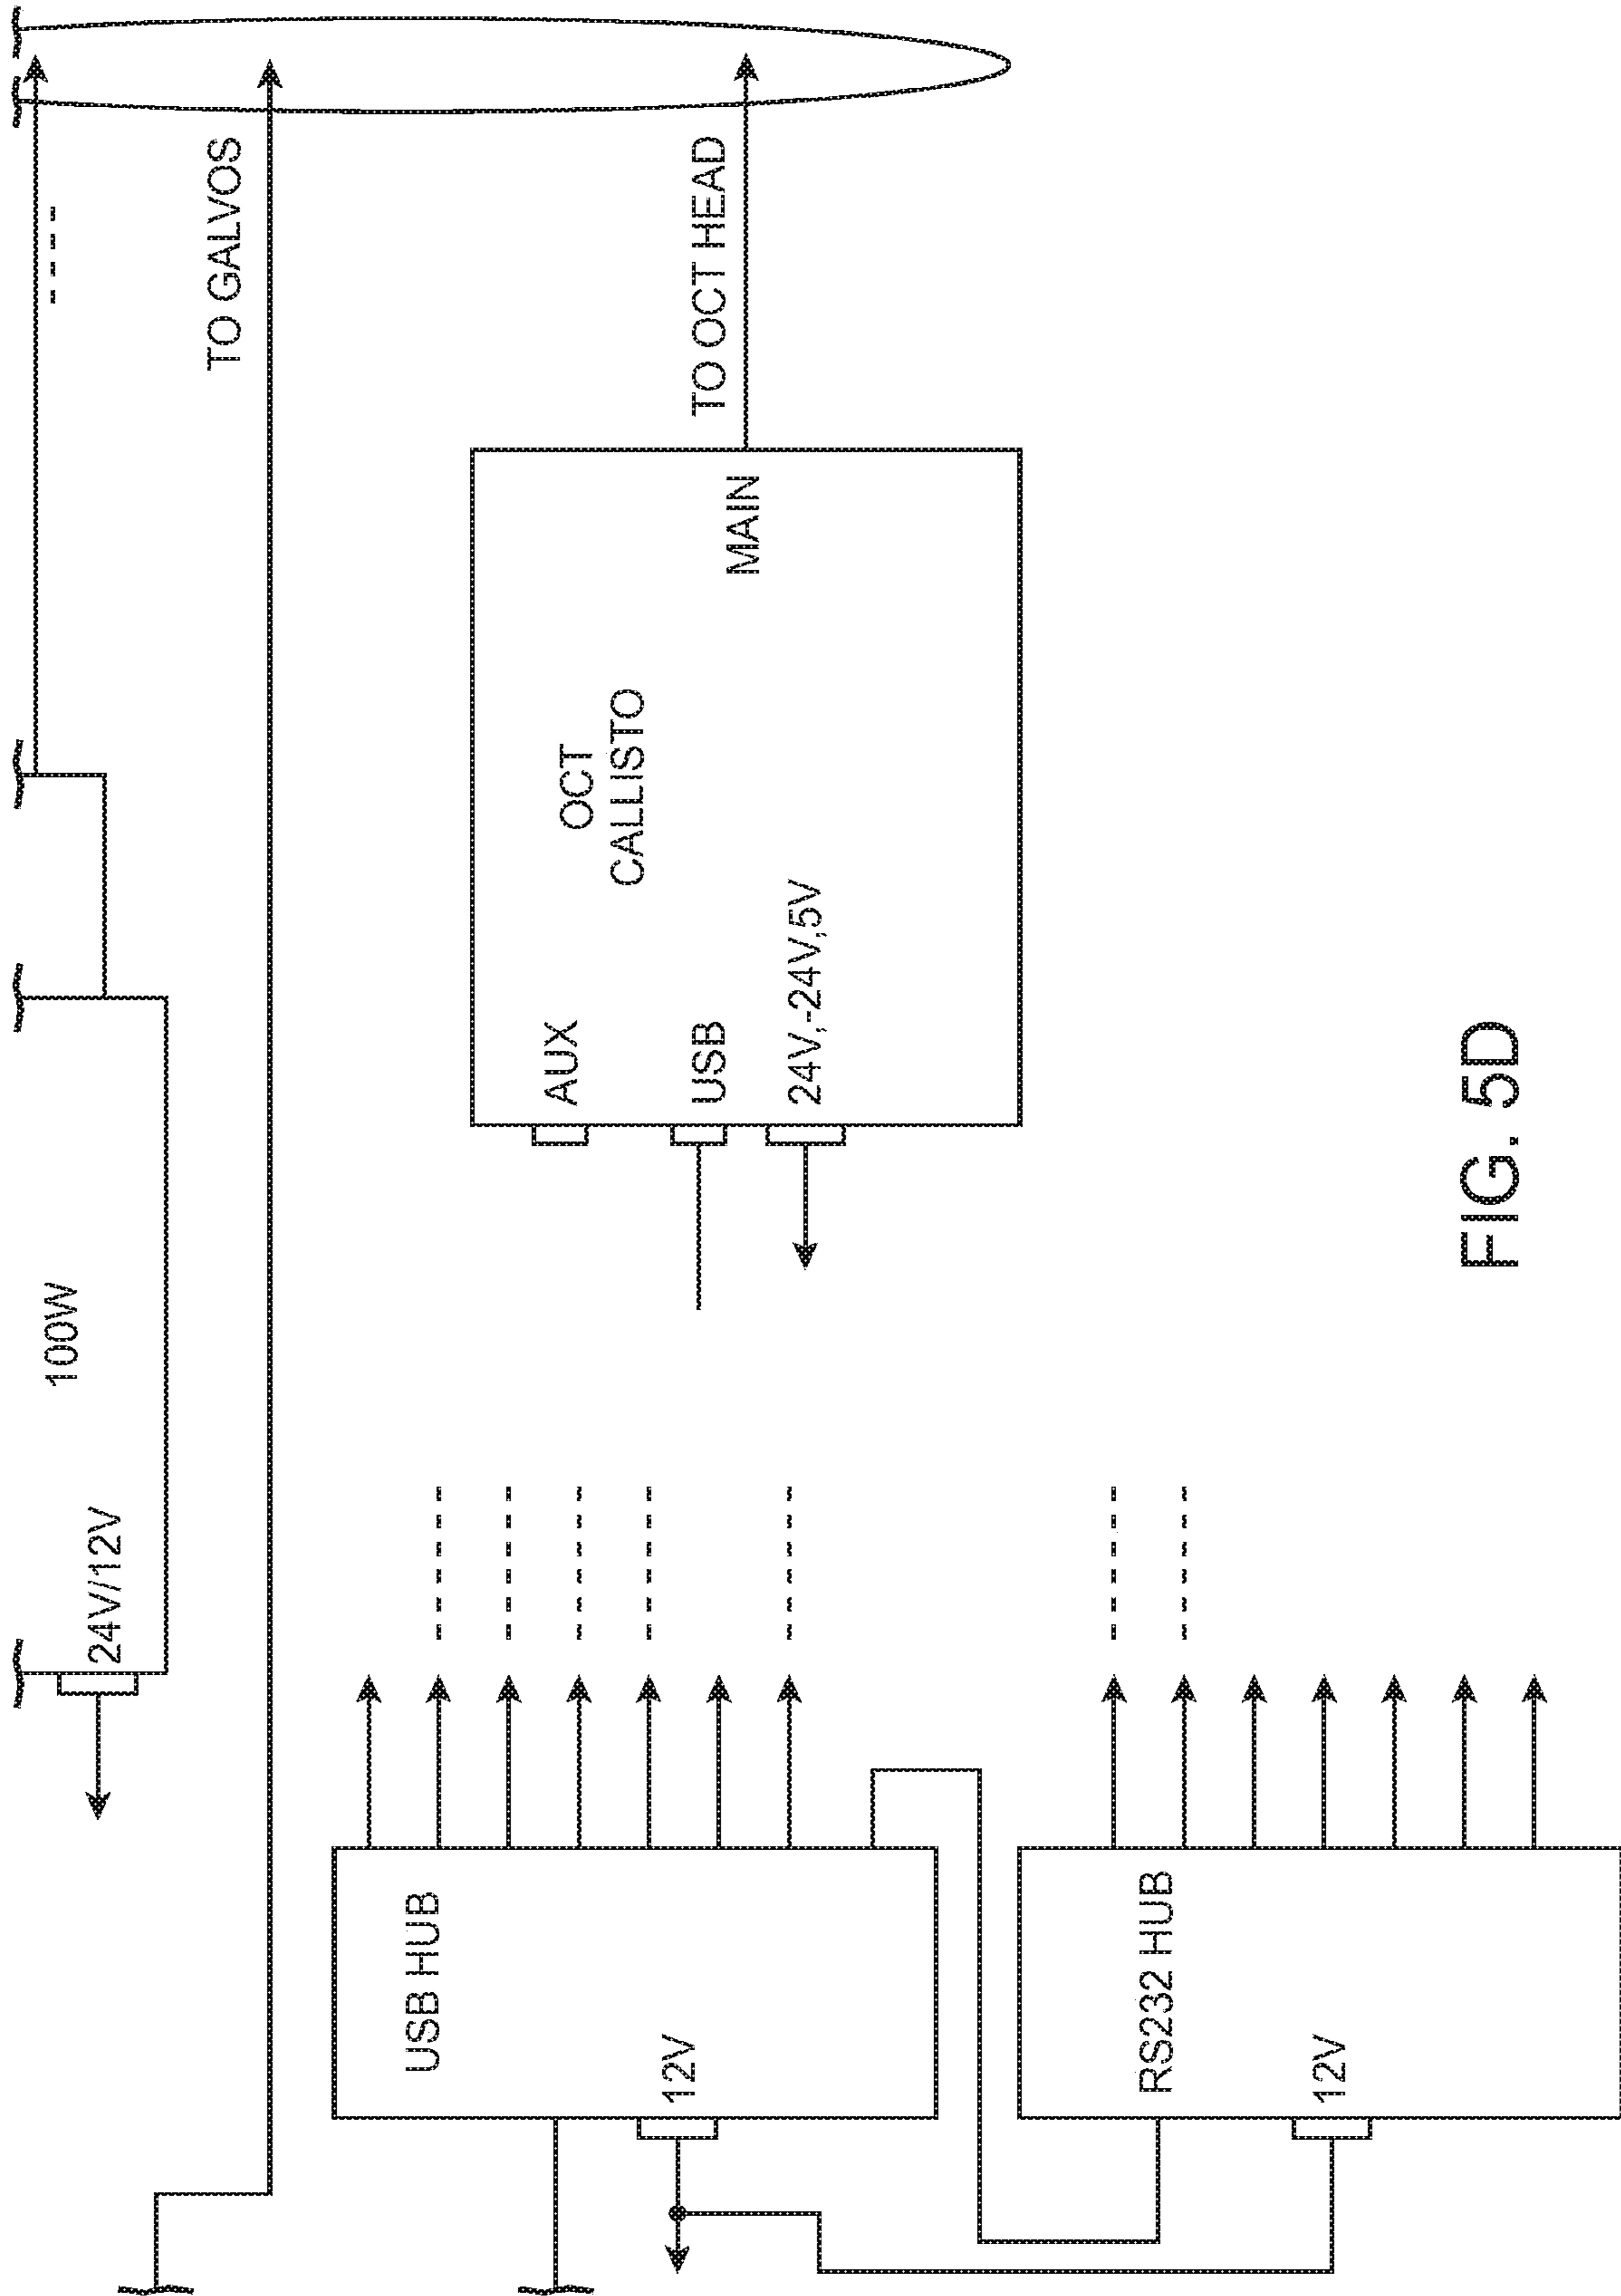 24V/12V
100W
TO GALVOS
USB HUB
12V
AUX
OCT
CALLISTO
USB
24V,-24V,5V
MAIN
TO OCT HEAD
RS232 HUB
12V
FIG. 5D